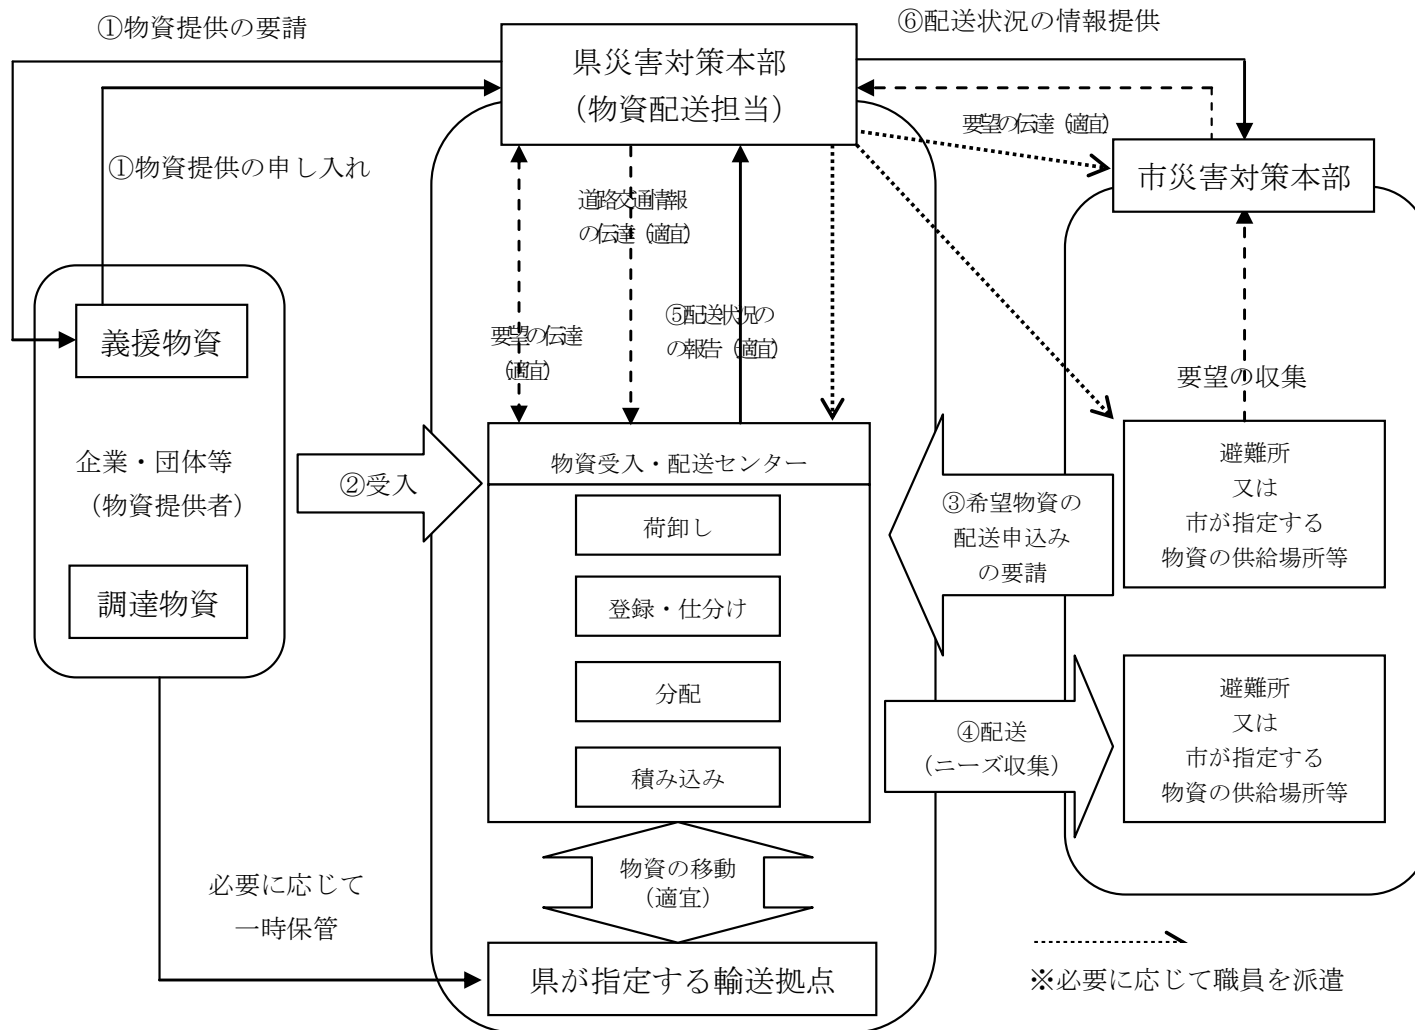 ①物資提供の要請
⑥配送状況の情報提供
県災害対策本部
（物資配送担当）
①物資提供の申し入れ
要望の伝達（適宜）
市災害対策本部
道路交通情報
の伝達（適宜）
義援物資
要望の伝達
（適宜）
⑤配送状況の
の報告（適宜）
要望の収集
企業・団体等
（物資提供者）
調達物資
②受入
物資受入・配送センター
荷卸し
登録・仕分け
分配
積み込み
③希望物資の
配送申込み
の要請
避難所
又は
市が指定する
物資の供給場所等
④配送
（ニーズ収集）
避難所
又は
市が指定する
物資の供給場所等
物資の移動
（適宜）
必要に応じて
一時保管
県が指定する輸送拠点
※必要に応じて職員を派遣